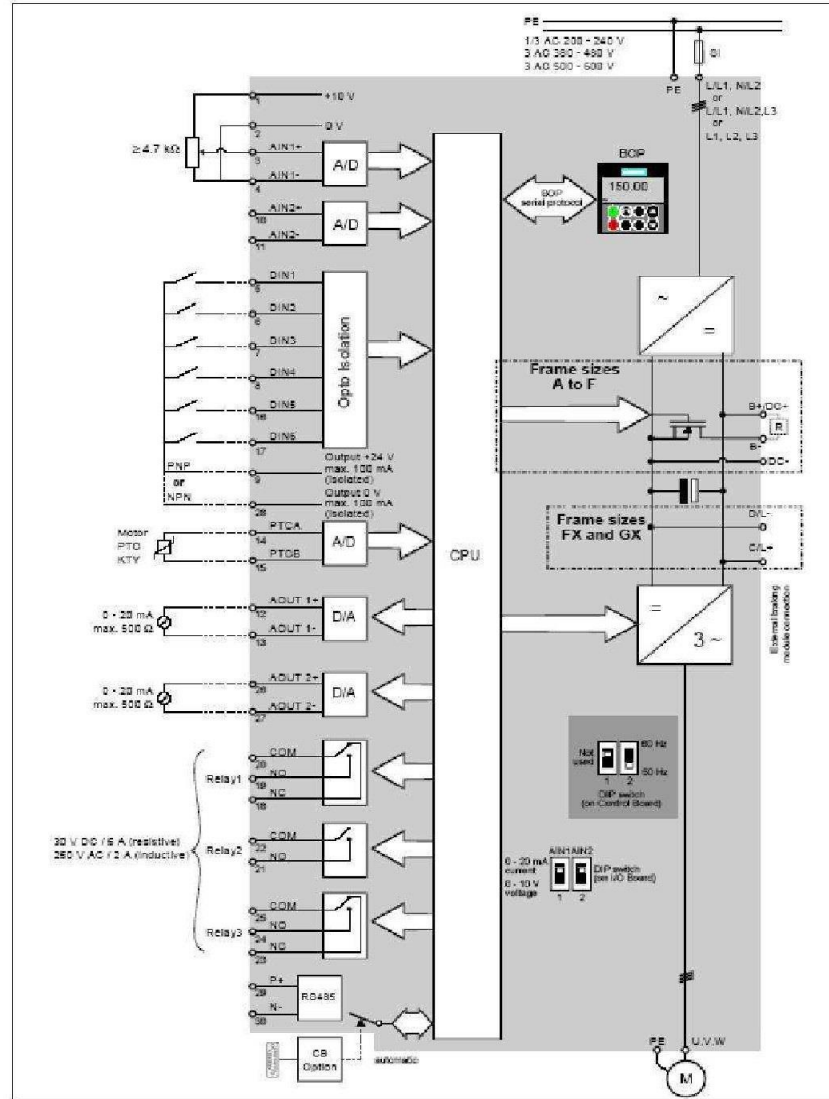 PE
1/3 AC 200 - 240 V
3 AC 380 - 480 V
3 AC 500 - 600 V
SI
PE
L/L1, N/L2
or
L/L1, N/L2,L3
or
L1, L2, L3
1
+10 V
2
0 V
≥ 4.7 kΩ
3
AIN1+
4
AIN1-
A/D
10
AIN2+
11
AIN2-
A/D
BOP
150.00
BOP
serial protocol
5
DIN1
6
DIN2
7
DIN3
8
DIN4
16
DIN5
17
DIN6
Opto Isolation
PNP
or
NPN
9
Output +24 V
max. 100 mA
(isolated)
28
Output 0 V
max. 100 mA
(isolated)
~
=
Frame sizes
A to F
B+/DC+
R
B-
DC-
Motor
PTC
KTY
14
PTCA
15
PTCB
A/D
CPU
Frame sizes
FX and GX
D/L-
C/L+
External braking
module connection
0 - 20 mA
max. 500 Ω
12
AOUT 1+
13
AOUT 1-
D/A
=
3 ~
0 - 20 mA
max. 500 Ω
26
AOUT 2+
27
AOUT 2-
D/A
30 V DC / 5 A (resistive)
250 V AC / 2 A (inductive)
Relay1
COM
20
NO
19
NC
18
Relay2
COM
22
NO
21
Relay3
COM
25
NO
24
NC
23
Not
used
60 Hz
50 Hz
1 2
DIP switch
(on Control Board)
AIN1 AIN2
0 - 20 mA
current
0 - 10 V
voltage
1 2
DIP switch
(on I/O Board)
P+
29
N-
30
RS485
CB
Option
automatic
PE
U,V,W
M